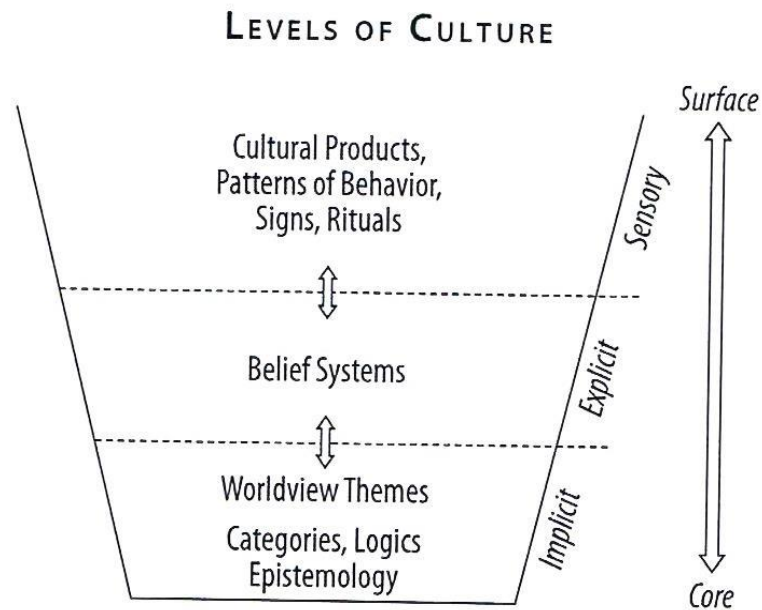 LEVELS OF CULTURE
Surface
Cultural Products,
Patterns of Behavior,
Signs, Rituals
Sensory
Belief Systems
Explicit
Worldview Themes
Categories, Logics
Epistemology
Implicit
Core